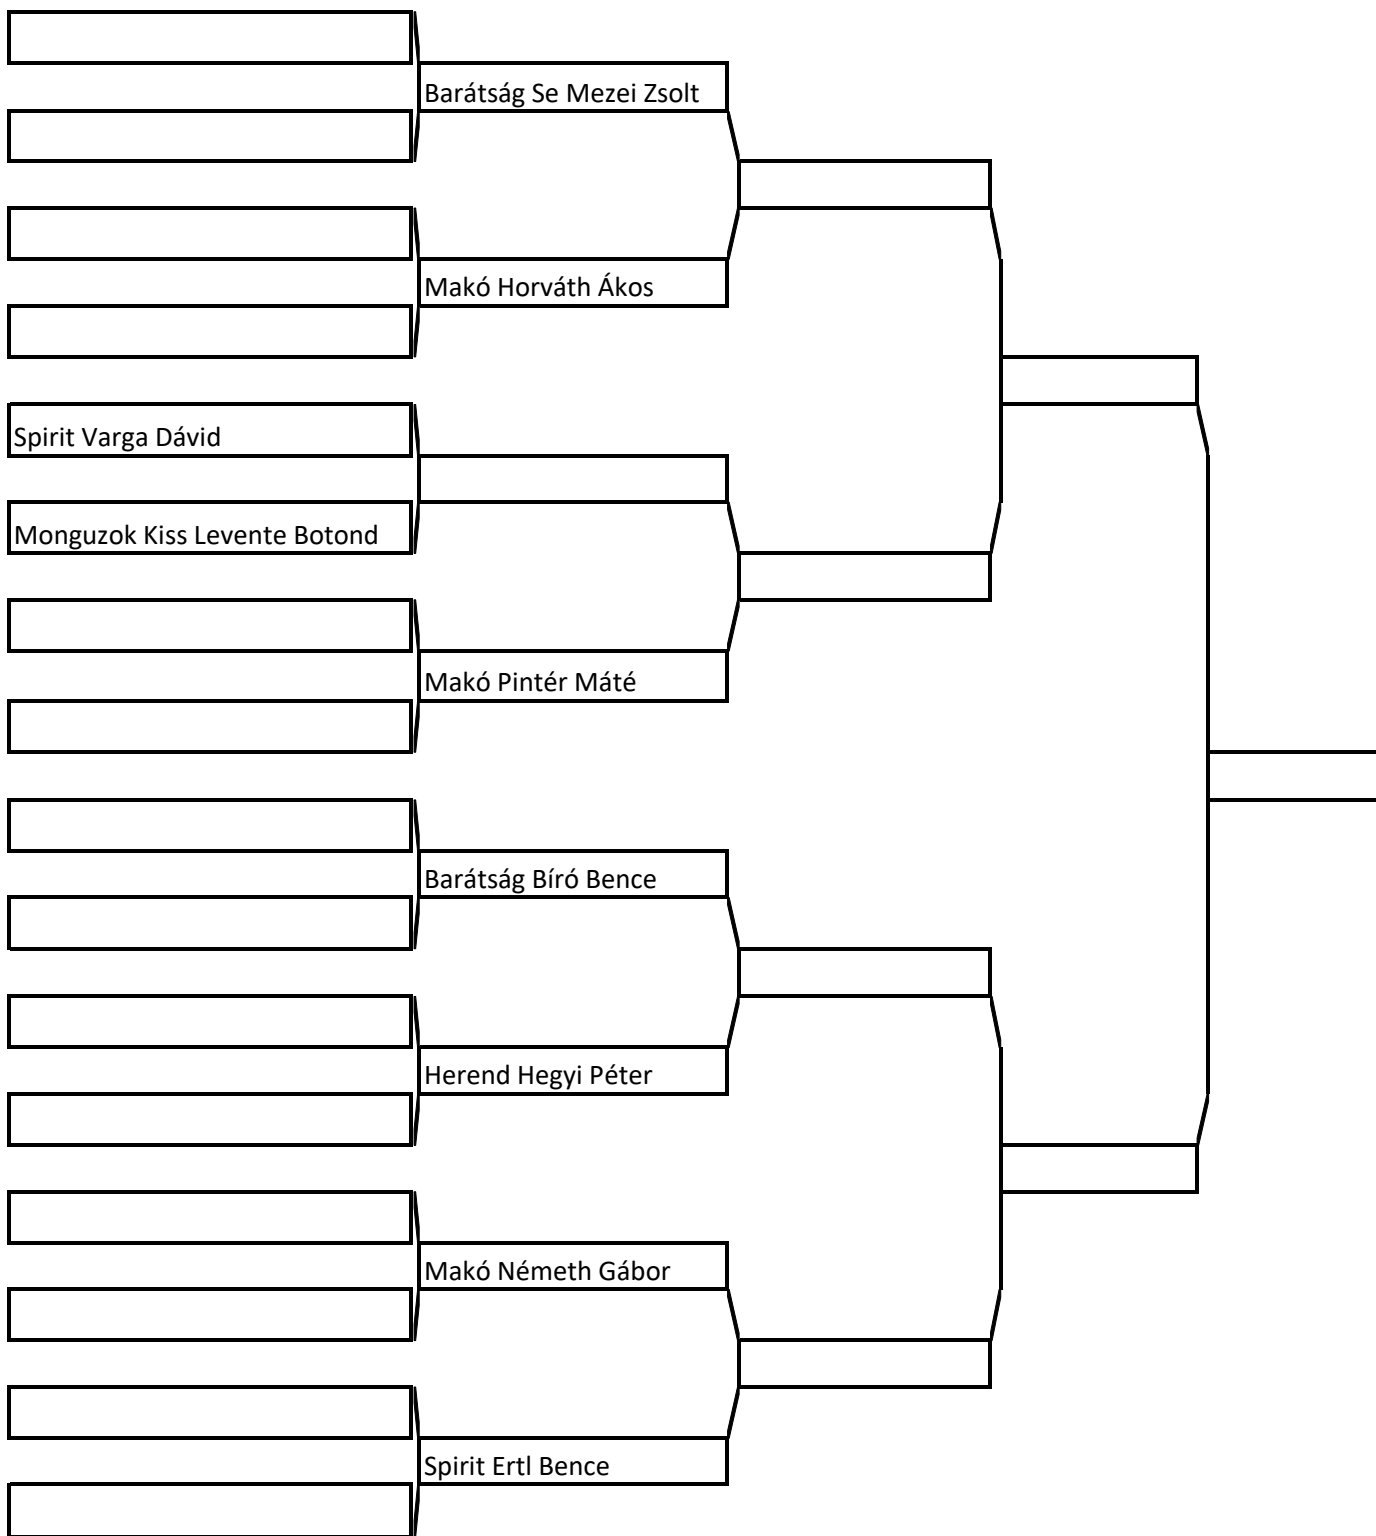 Barátság Se Mezei Zsolt
Makó Horváth Ákos
Spirit Varga Dávid
Monguzok Kiss Levente Botond
Makó Pintér Máté
Barátság Bíró Bence
Herend Hegyi Péter
Makó Németh Gábor
Spirit Ertl Bence